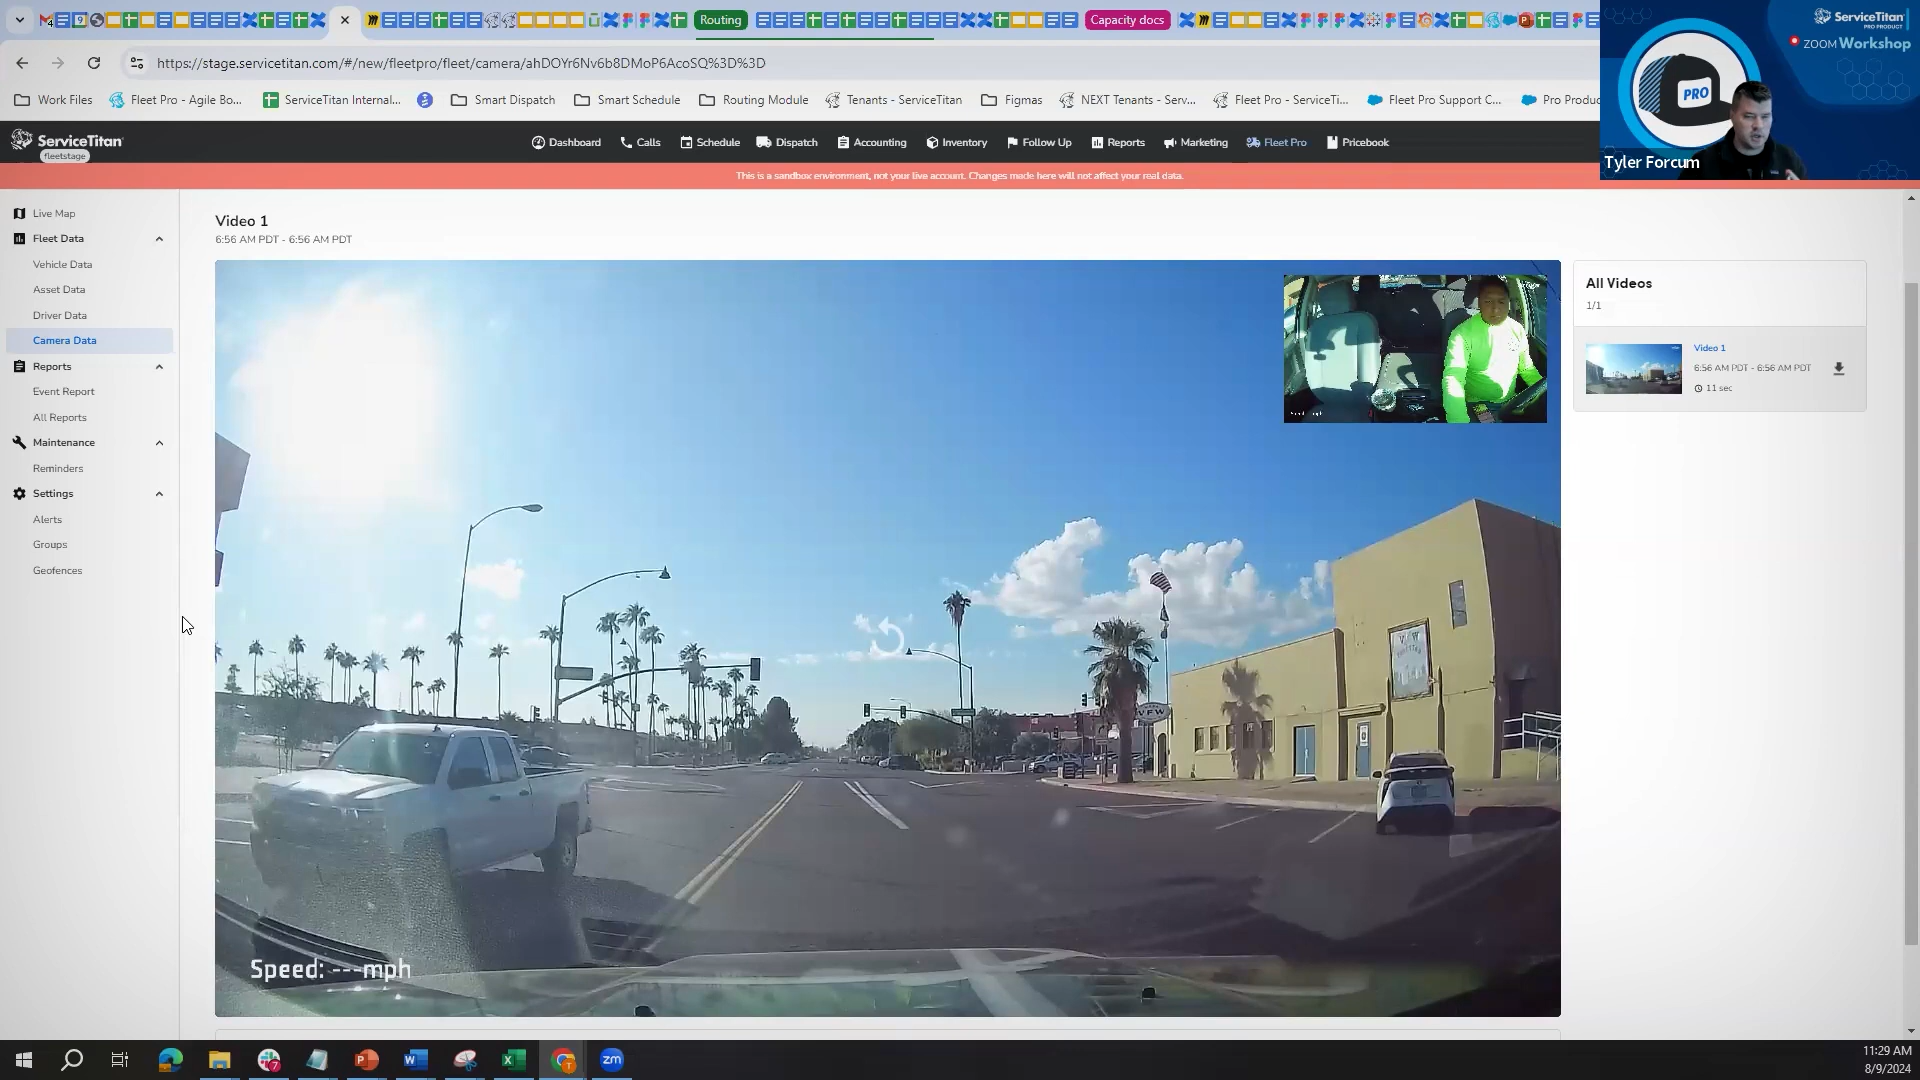 Routing
Capacity docs
https://stage.servicetitan.com/#/new/fleetpro/fleet/camera/ahDOYr6Nv6b8DMoP6AcoSQ%3D%3D
Work Files
Fleet Pro - Agile Bo...
ServiceTitan Internal...
Smart Dispatch
Smart Schedule
Routing Module
Tenants - ServiceTitan
Figmas
NEXT Tenants - Serv...
Fleet Pro - ServiceTi...
Fleet Pro Support C...
Pro Produc
ServiceTitan
PRO PRODUCT
ZOOM Workshop
PRO
Tyler Forcum
ServiceTitan
fleetstage
Dashboard
Calls
Schedule
Dispatch
Accounting
Inventory
Follow Up
Reports
Marketing
Fleet Pro
Pricebook
This is a sandbox environment, not your live account. Changes made here will not affect your real data.
Live Map
Fleet Data
Vehicle Data
Asset Data
Driver Data
Camera Data
Reports
Event Report
All Reports
Maintenance
Reminders
Settings
Alerts
Groups
Geofences
Video 1
6:56 AM PDT - 6:56 AM PDT
VFW
Speed: ---mph
All Videos
1/1
Video 1
6:56 AM PDT - 6:56 AM PDT
11 sec
zm
11:29 AM
8/9/2024